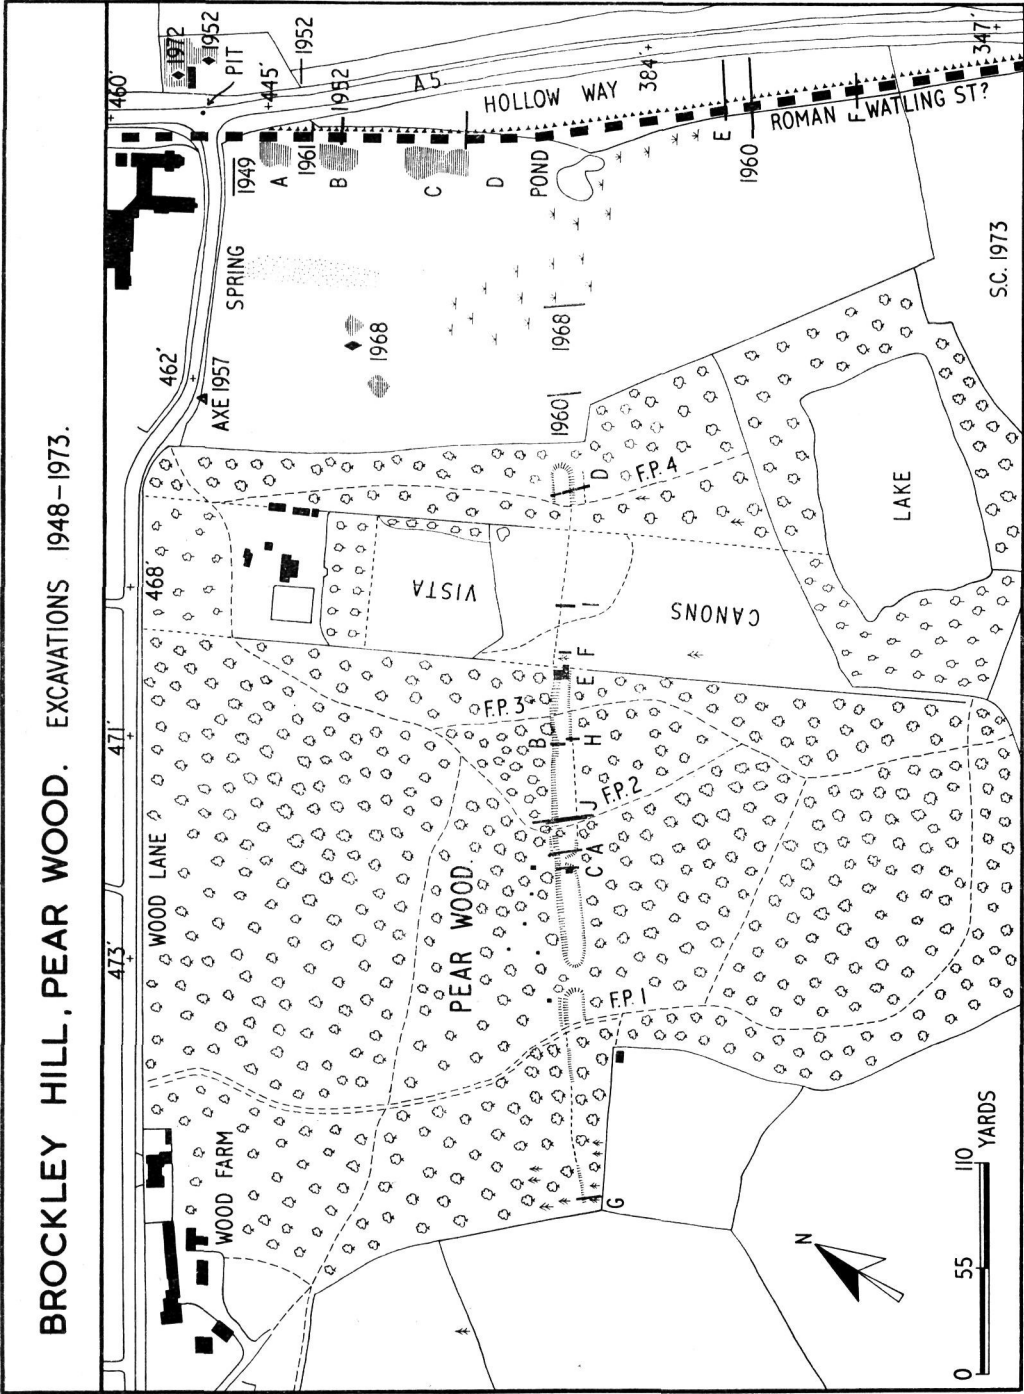 BROCKLEY HILL, PEAR WOOD. EXCAVATIONS 1948–1973.
473'
471'
468'
462'
460'
WOOD LANE
WOOD FARM
AXE 1957
SPRING
1949
PIT
1972
1952
1952
445'
1961
1952
A
B
C
D
A5
HOLLOW WAY
384'
347'
POND
E
1960
F
ROMAN WATLING ST?
1968
1968
1960
S.C. 1973
VISTA
CANONS
LAKE
PEAR WOOD.
F.P. 1
F.P. 2
F.P. 3
F.P. 4
G
C
A
J
B
H
E
F
I
D
N
0
55
110
YARDS